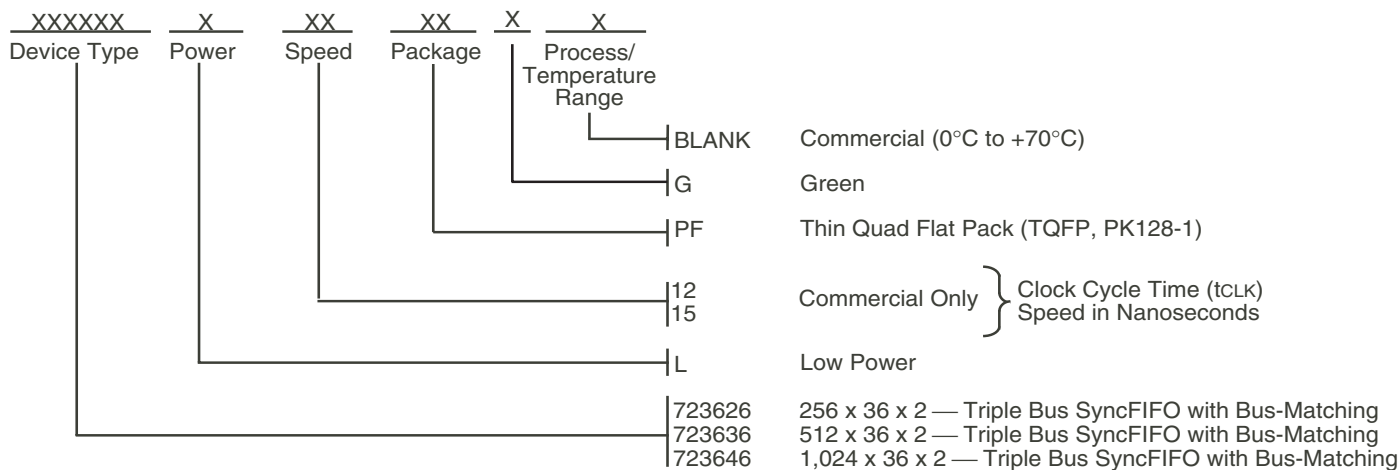 XXXXXX X XX XX X X
Device Type Power Speed Package Process/
Temperature
Range
BLANK Commercial (0°C to +70°C)
G Green
PF Thin Quad Flat Pack (TQFP, PK128-1)
12
15
Commercial Only
Clock Cycle Time (tCLK)
Speed in Nanoseconds
L Low Power
723626 256 x 36 x 2 — Triple Bus SyncFIFO with Bus-Matching
723636 512 x 36 x 2 — Triple Bus SyncFIFO with Bus-Matching
723646 1,024 x 36 x 2 — Triple Bus SyncFIFO with Bus-Matching